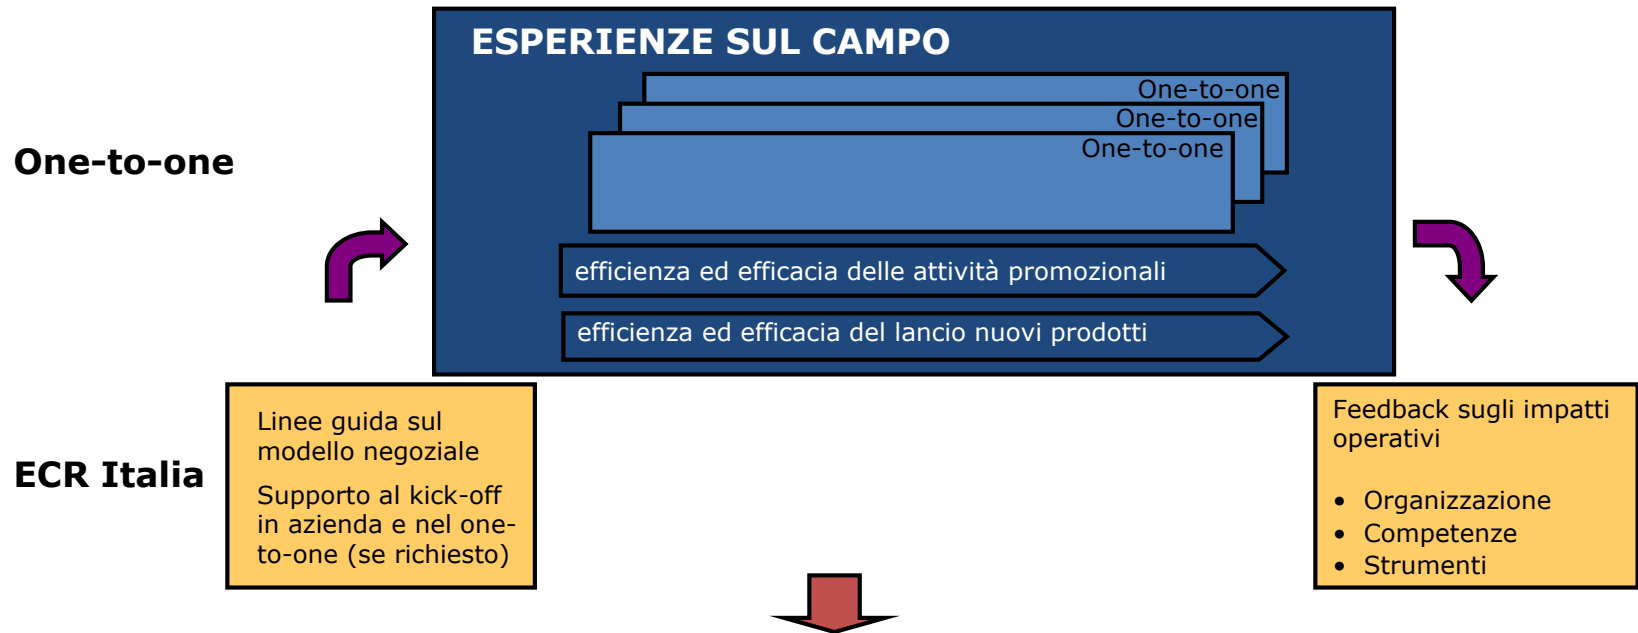 ESPERIENZE SUL CAMPO
One-to-one
One-to-one
One-to-one
One-to-one
efficienza ed efficacia delle attività promozionali
efficienza ed efficacia del lancio nuovi prodotti
ECR Italia
Linee guida sul
modello negoziale
Supporto al kick-off
in azienda e nel one-
to-one (se richiesto)
Feedback sugli impatti
operativi
• Organizzazione
• Competenze
• Strumenti